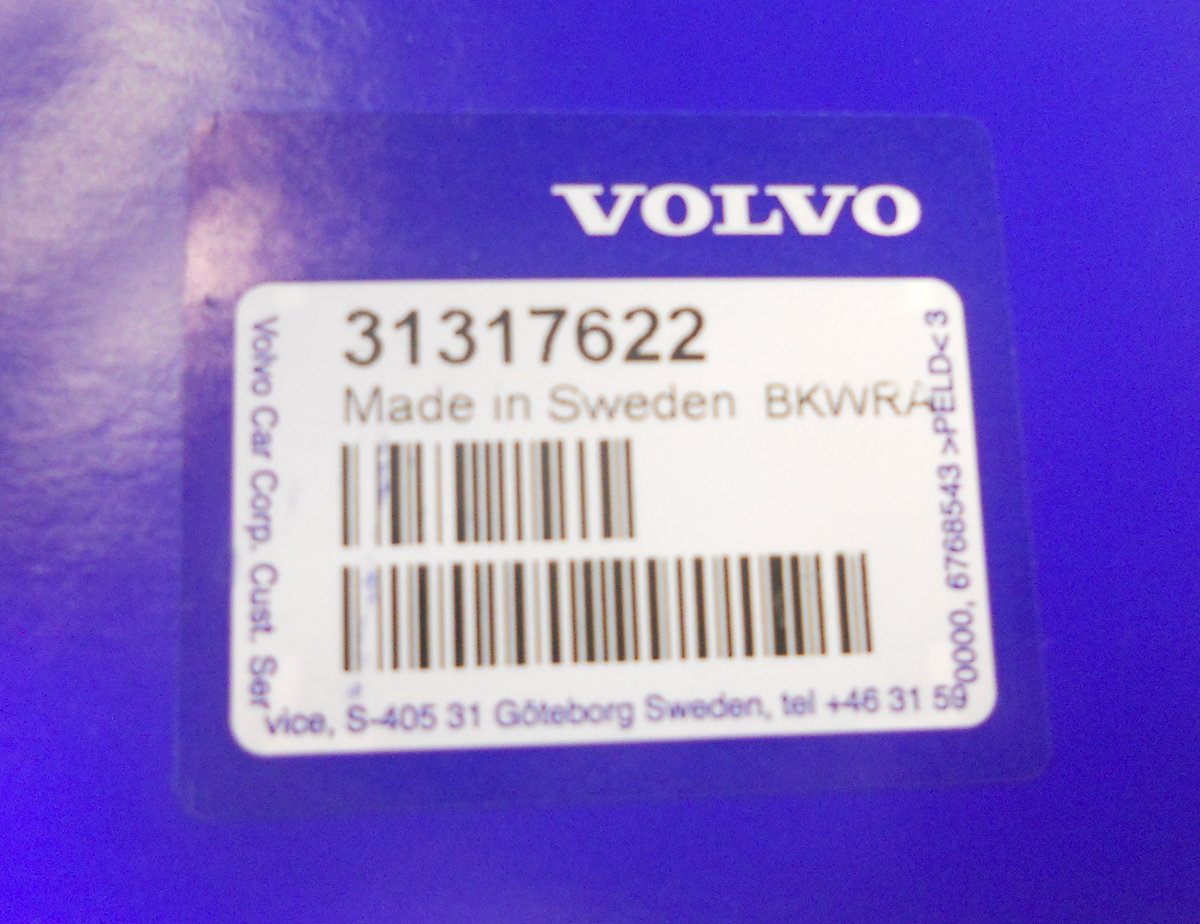 VOLVO
31317622
Made in Sweden BKWRA
Volvo Car Corp. Cust. Ser
vice, S-405 31 Göteborg Sweden, tel +46 31 59
0000, 6768543 >PELD< 3